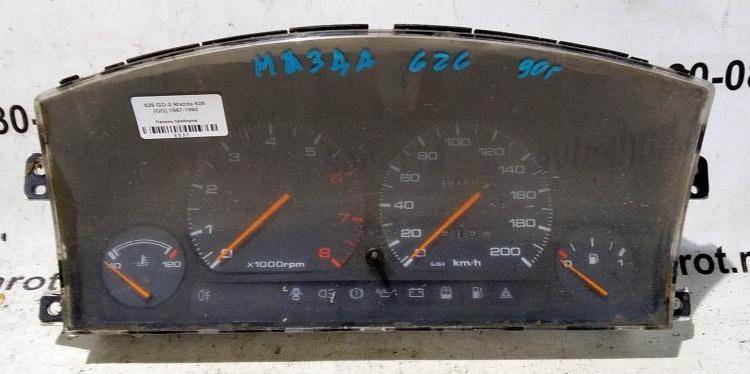 МАЗДА 626 90г
626 GD-2 Mazda 626
(GD) 1987-1992
Панель приборов
0 1 2 3 4 5 6 7 8
x1000rpm
0 20 40 60 80 100 120 140 160 180 200
GJ64 km/h
40 120
0 1